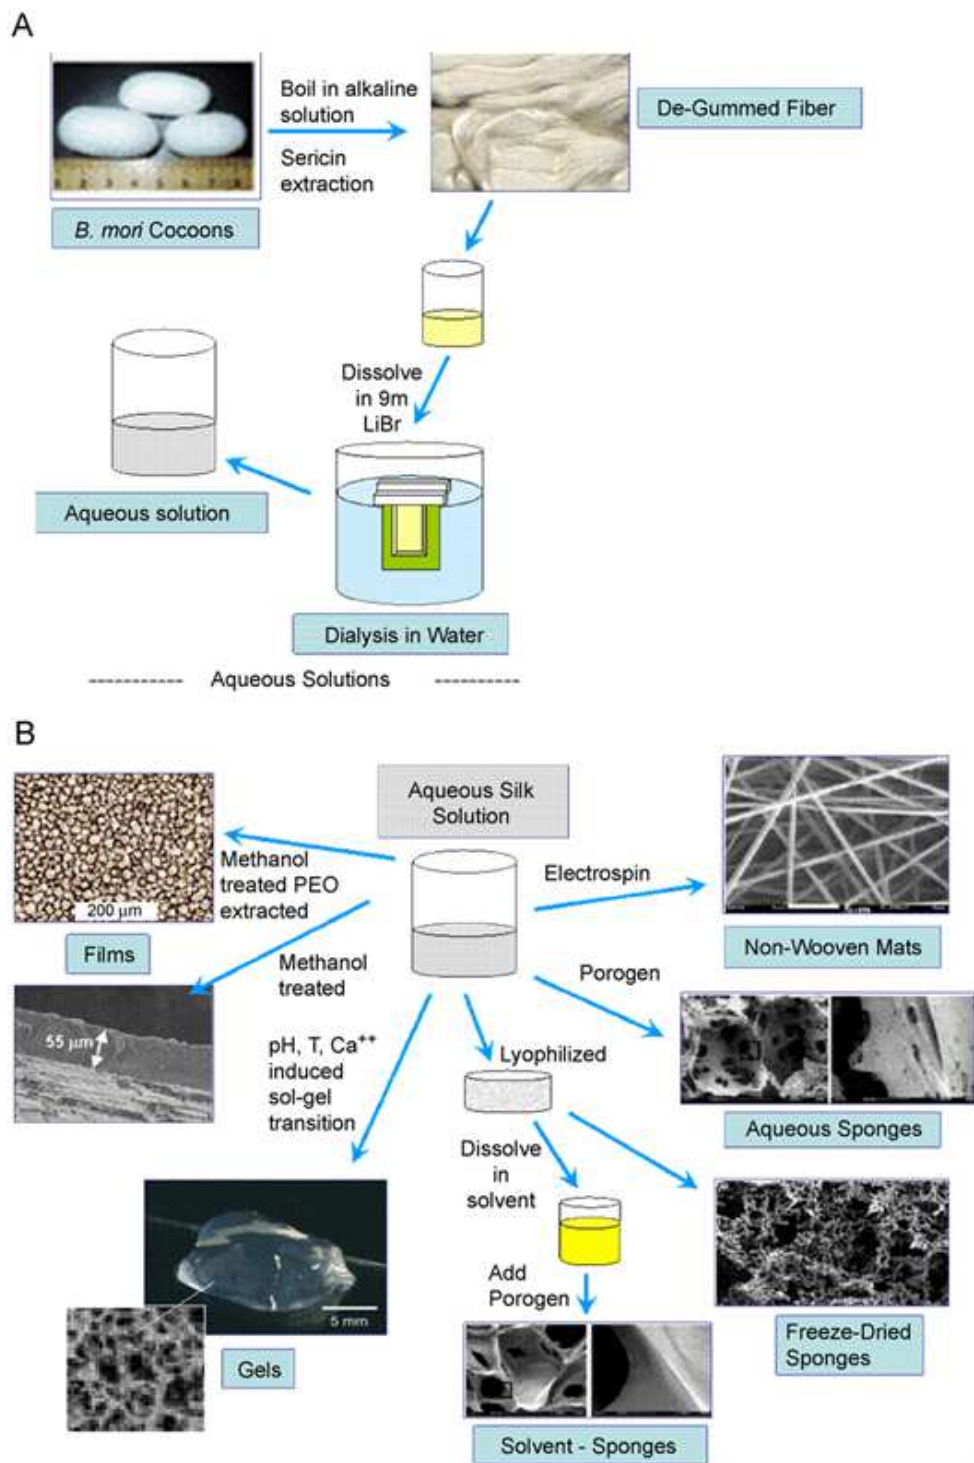 A
Boil in alkaline
solution
Sericin
extraction
De-Gummed Fiber
B. mori Cocoons
Dissolve
in 9m
LiBr
Aqueous solution
Dialysis in Water
----------- Aqueous Solutions ----------
B
Aqueous Silk
Solution
Methanol
treated PEO
extracted
200 μm
Films
Electrospin
Non-Wooven Mats
Methanol
treated
55 μm
Porogen
Aqueous Sponges
pH, T, Ca++
induced
sol-gel
transition
Lyophilized
Dissolve
in
solvent
Add
Porogen
5 mm
Gels
Freeze-Dried
Sponges
Solvent - Sponges